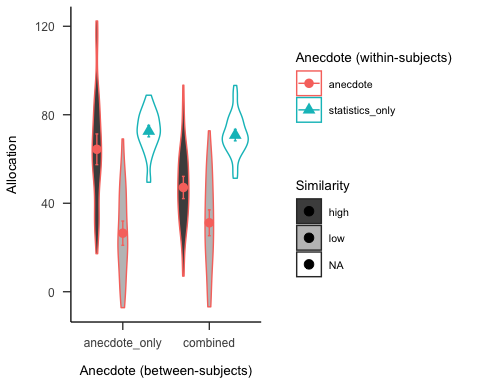 120
80
40
0
Allocation
anecdote_only
combined
Anecdote (between-subjects)
Anecdote (within-subjects)
anecdote
statistics_only
Similarity
high
low
NA